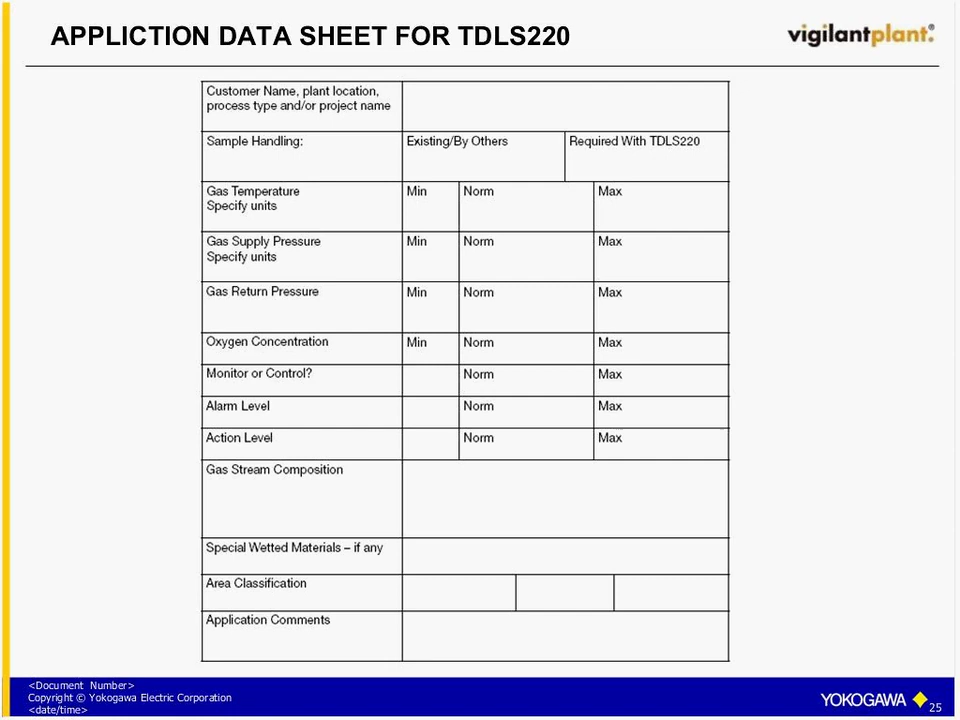 APPLICTION DATA SHEET FOR TDLS220
vigilantplant.®
Customer Name, plant location,
process type and/or project name
Sample Handling: Existing/By Others Required With TDLS220
Gas Temperature Min Norm Max
Specify units
Gas Supply Pressure Min Norm Max
Specify units
Gas Return Pressure Min Norm Max
Oxygen Concentration Min Norm Max
Monitor or Control? Norm Max
Alarm Level Norm Max
Action Level Norm Max
Gas Stream Composition
Special Wetted Materials – if any
Area Classification
Application Comments
<Document Number>
Copyright © Yokogawa Electric Corporation
<date/time>
YOKOGAWA
25